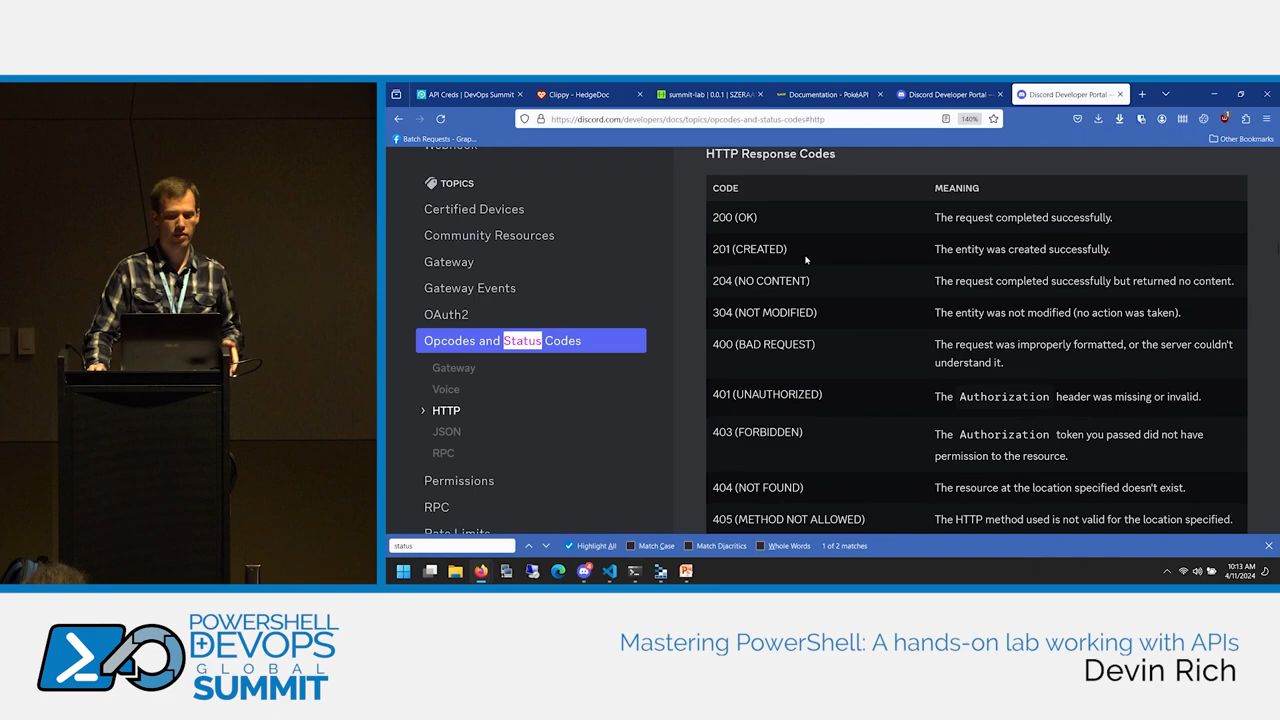 API Creds | DevOps Summit
Clippy - HedgeDoc
summit-lab | 0.0.1 | SZERAA
Documentation - PokéAPI
Discord Developer Portal —
Discord Developer Portal —
https://discord.com/developers/docs/topics/opcodes-and-status-codes#http
140%
Batch Requests - Grap...
Other Bookmarks
Webhook
TOPICS
Certified Devices
Community Resources
Gateway
Gateway Events
OAuth2
Opcodes and Status Codes
Gateway
Voice
HTTP
JSON
RPC
Permissions
RPC
Rate Limits
HTTP Response Codes
CODE MEANING
200 (OK) The request completed successfully.
201 (CREATED) The entity was created successfully.
204 (NO CONTENT) The request completed successfully but returned no content.
304 (NOT MODIFIED) The entity was not modified (no action was taken).
400 (BAD REQUEST) The request was improperly formatted, or the server couldn't
understand it.
401 (UNAUTHORIZED) The Authorization header was missing or invalid.
403 (FORBIDDEN) The Authorization token you passed did not have
permission to the resource.
404 (NOT FOUND) The resource at the location specified doesn't exist.
405 (METHOD NOT ALLOWED) The HTTP method used is not valid for the location specified.
status
Highlight All
Match Case
Match Diacritics
Whole Words
1 of 2 matches
10:13 AM
4/11/2024
POWERSHELL
+DEVOPS
GLOBAL
SUMMIT
Mastering PowerShell: A hands-on lab working with APIs
Devin Rich